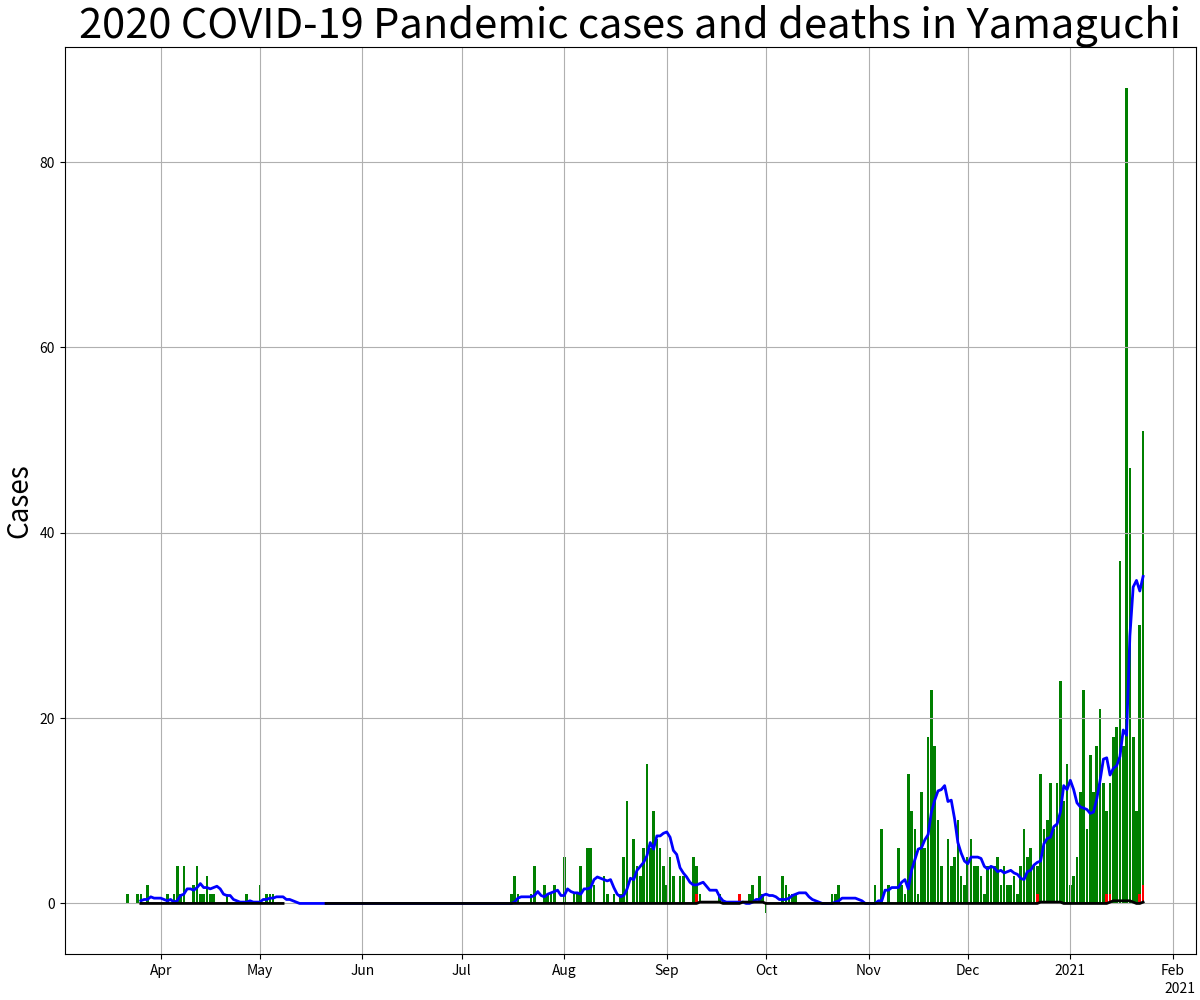 2020 COVID-19 Pandemic cases and deaths in Yamaguchi
80
60
40
20
0
Cases
Apr May Jun Jul Aug Sep Oct Nov Dec 2021 Feb
2021